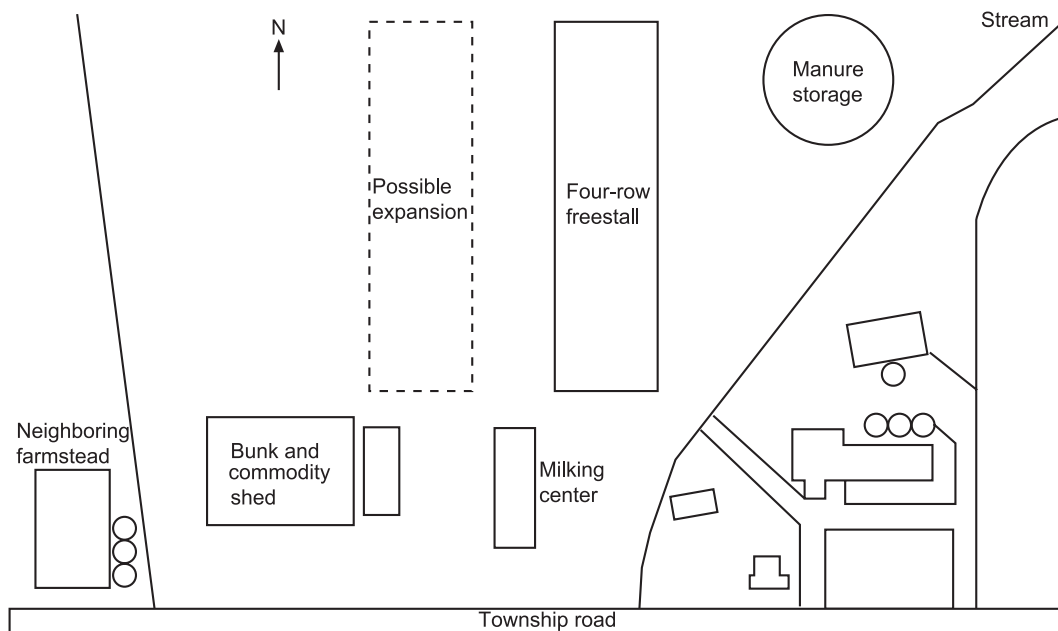 Stream
N
Manure
storage
Possible
expansion
Four-row
freestall
Neighboring
farmstead
Bunk and
commodity
shed
Milking
center
Township road